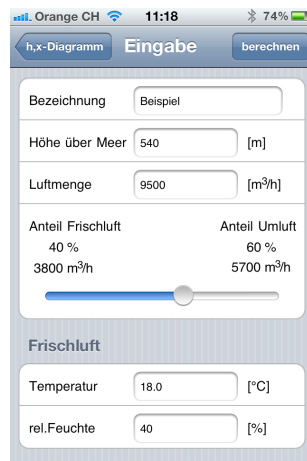 Orange CH 11:18 74%
h,x-Diagramm Eingabe berechnen
Bezeichnung Beispiel
Höhe über Meer 540 [m]
Luftmenge 9500 [m³/h]
Anteil Frischluft Anteil Umluft
40 % 60 %
3800 m³/h 5700 m³/h
Frischluft
Temperatur 18.0 [°C]
rel.Feuchte 40 [%]